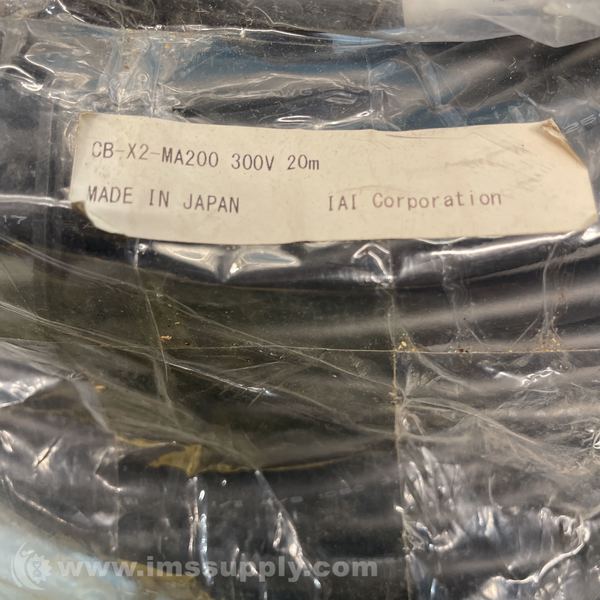 CB-X2-MA200 300V 20m
MADE IN JAPAN IAI Corporation
www.imssupply.com